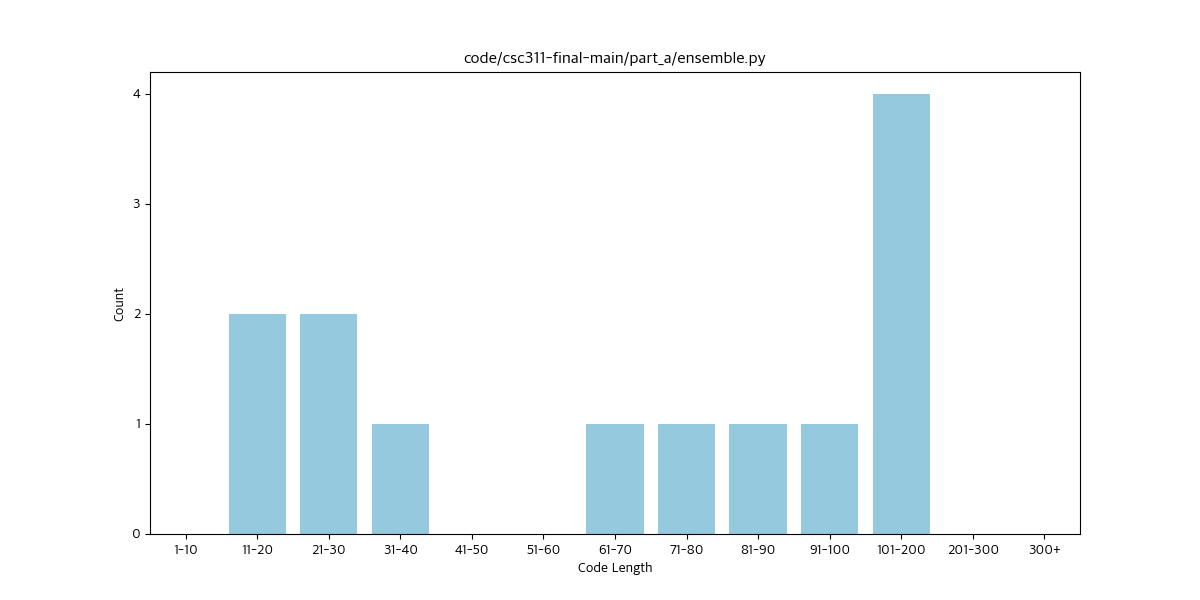 code/csc311-final-main/part_a/ensemble.py
4
3
2
1
0
Count
1-10 11-20 21-30 31-40 41-50 51-60 61-70 71-80 81-90 91-100 101-200 201-300 300+
Code Length